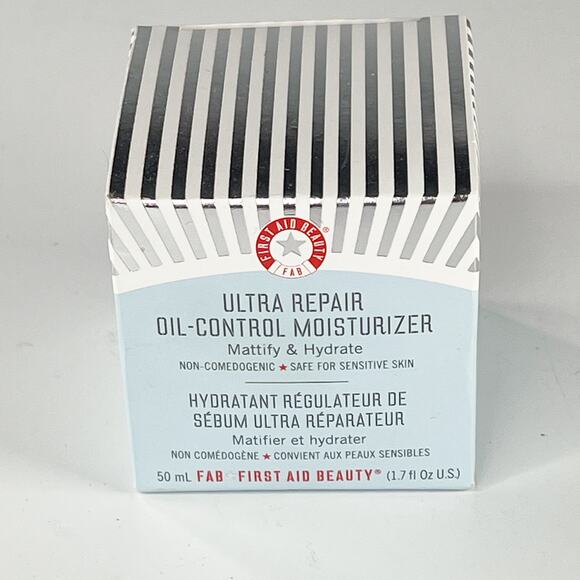 FIRST AID BEAUTY®
FAB
ULTRA REPAIR
OIL-CONTROL MOISTURIZER
Mattify & Hydrate
NON-COMEDOGENIC ★ SAFE FOR SENSITIVE SKIN
HYDRATANT RÉGULATEUR DE
SÉBUM ULTRA RÉPARATEUR
Matifier et hydrater
NON COMÉDOGÈNE ★ CONVIENT AUX PEAUX SENSIBLES
50 mL FAB FIRST AID BEAUTY® (1.7 fl Oz U.S.)